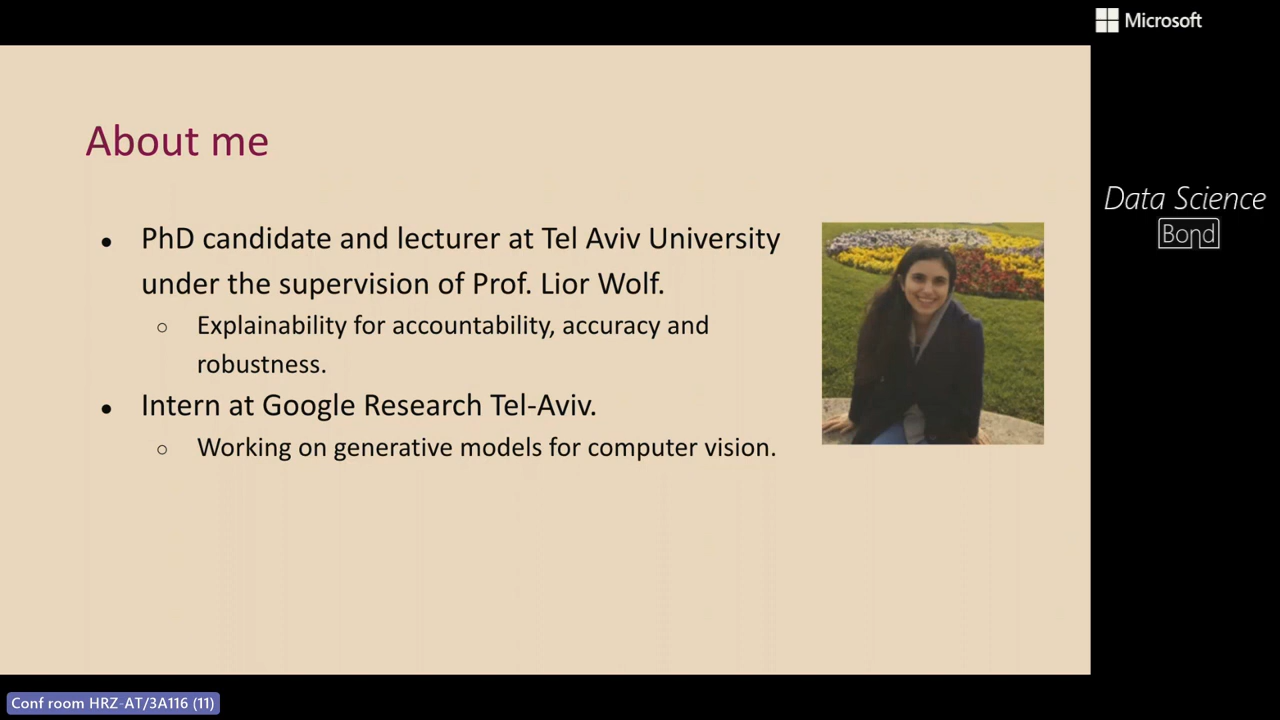 Microsoft
About me
Data Science
Bond
● PhD candidate and lecturer at Tel Aviv University
under the supervision of Prof. Lior Wolf.
○ Explainability for accountability, accuracy and
robustness.
● Intern at Google Research Tel-Aviv.
○ Working on generative models for computer vision.
Conf room HRZ-AT/3A116 (11)